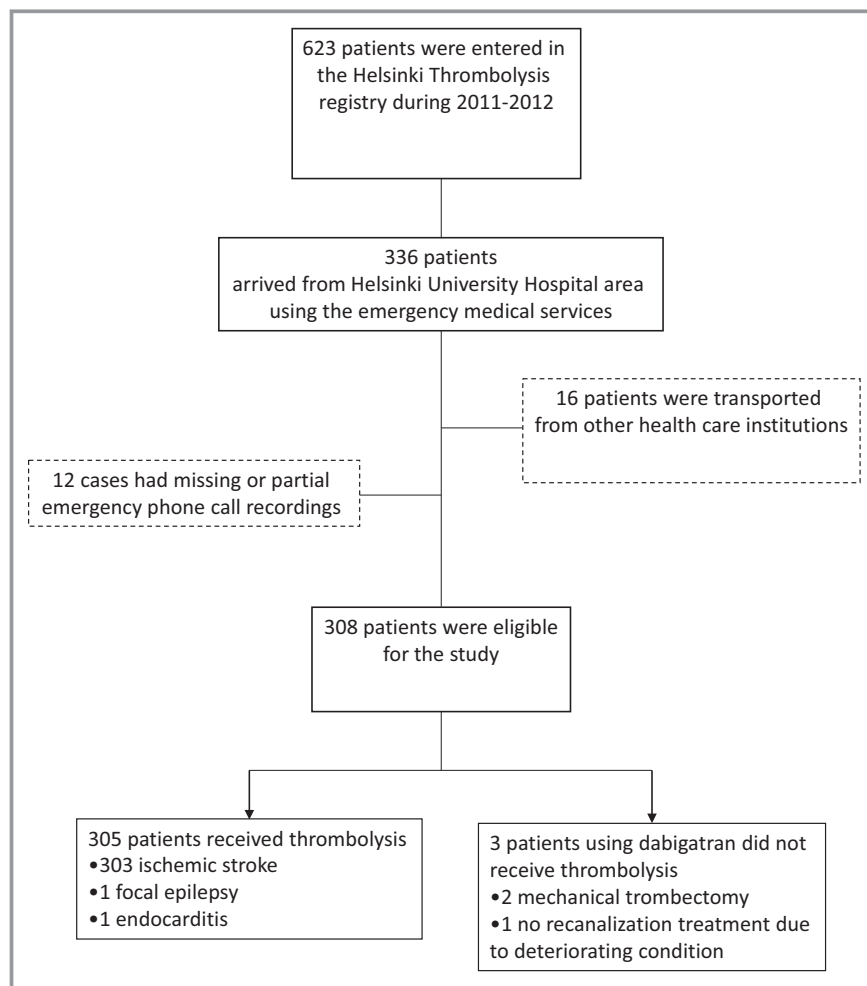 623 patients were entered in
the Helsinki Thrombolysis
registry during 2011-2012
336 patients
arrived from Helsinki University Hospital area
using the emergency medical services
16 patients were transported
from other health care institutions
12 cases had missing or partial
emergency phone call recordings
308 patients were eligible
for the study
305 patients received thrombolysis
•303 ischemic stroke
•1 focal epilepsy
•1 endocarditis
3 patients using dabigatran did not
receive thrombolysis
•2 mechanical trombectomy
•1 no recanalization treatment due
to deteriorating condition